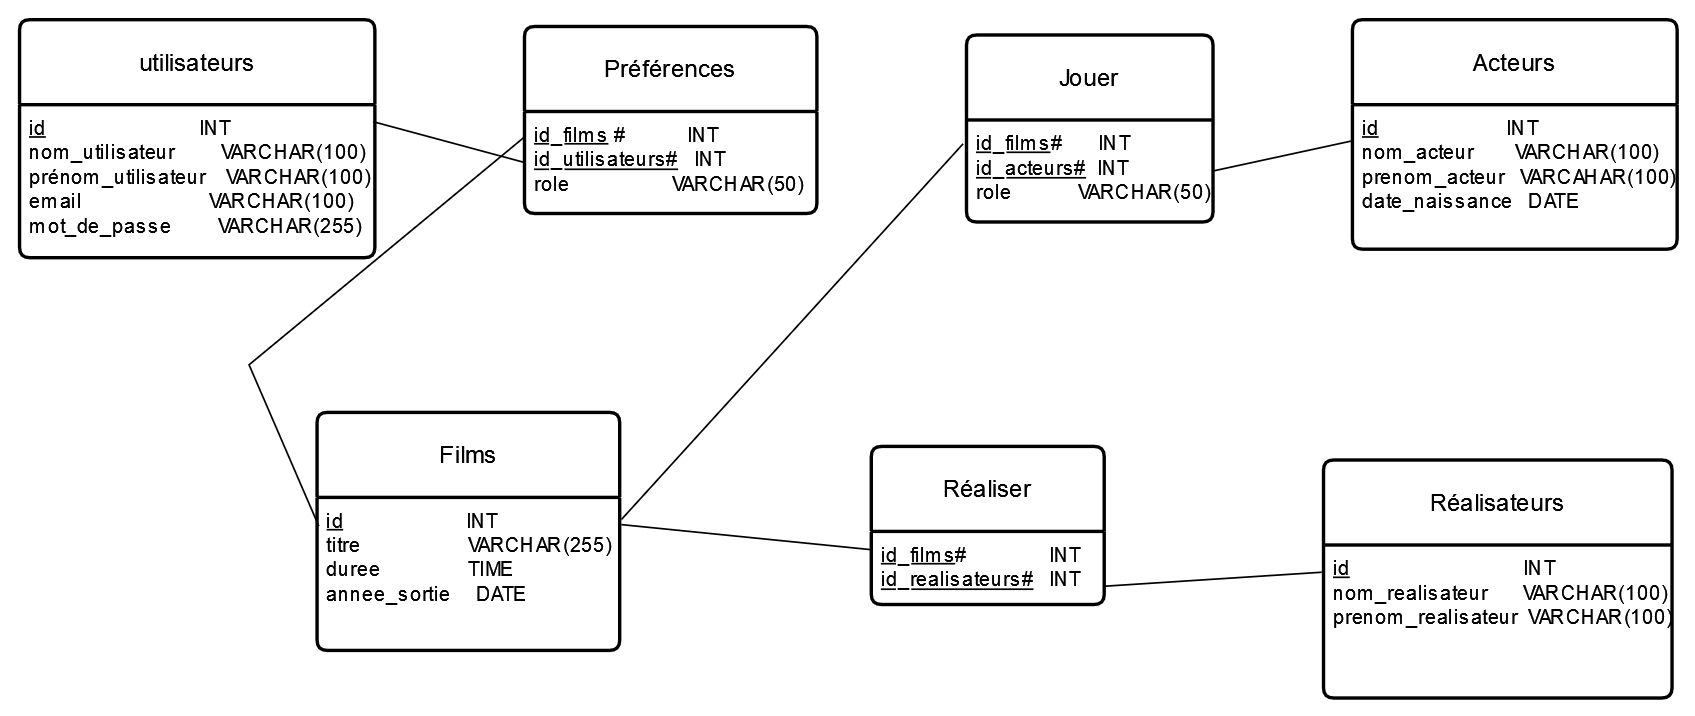 utilisateurs
id INT
nom_utilisateur VARCHAR(100)
prénom_utilisateur VARCHAR(100)
email VARCHAR(100)
mot_de_passe VARCHAR(255)
Préférences
id_films # INT
id_utilisateurs# INT
role VARCHAR(50)
Jouer
id_films# INT
id_acteurs# INT
role VARCHAR(50)
Acteurs
id INT
nom_acteur VARCHAR(100)
prenom_acteur VARCAHAR(100)
date_naissance DATE
Films
id INT
titre VARCHAR(255)
duree TIME
annee_sortie DATE
Réaliser
id_films# INT
id_realisateurs# INT
Réalisateurs
id INT
nom_realisateur VARCHAR(100)
prenom_realisateur VARCHAR(100)